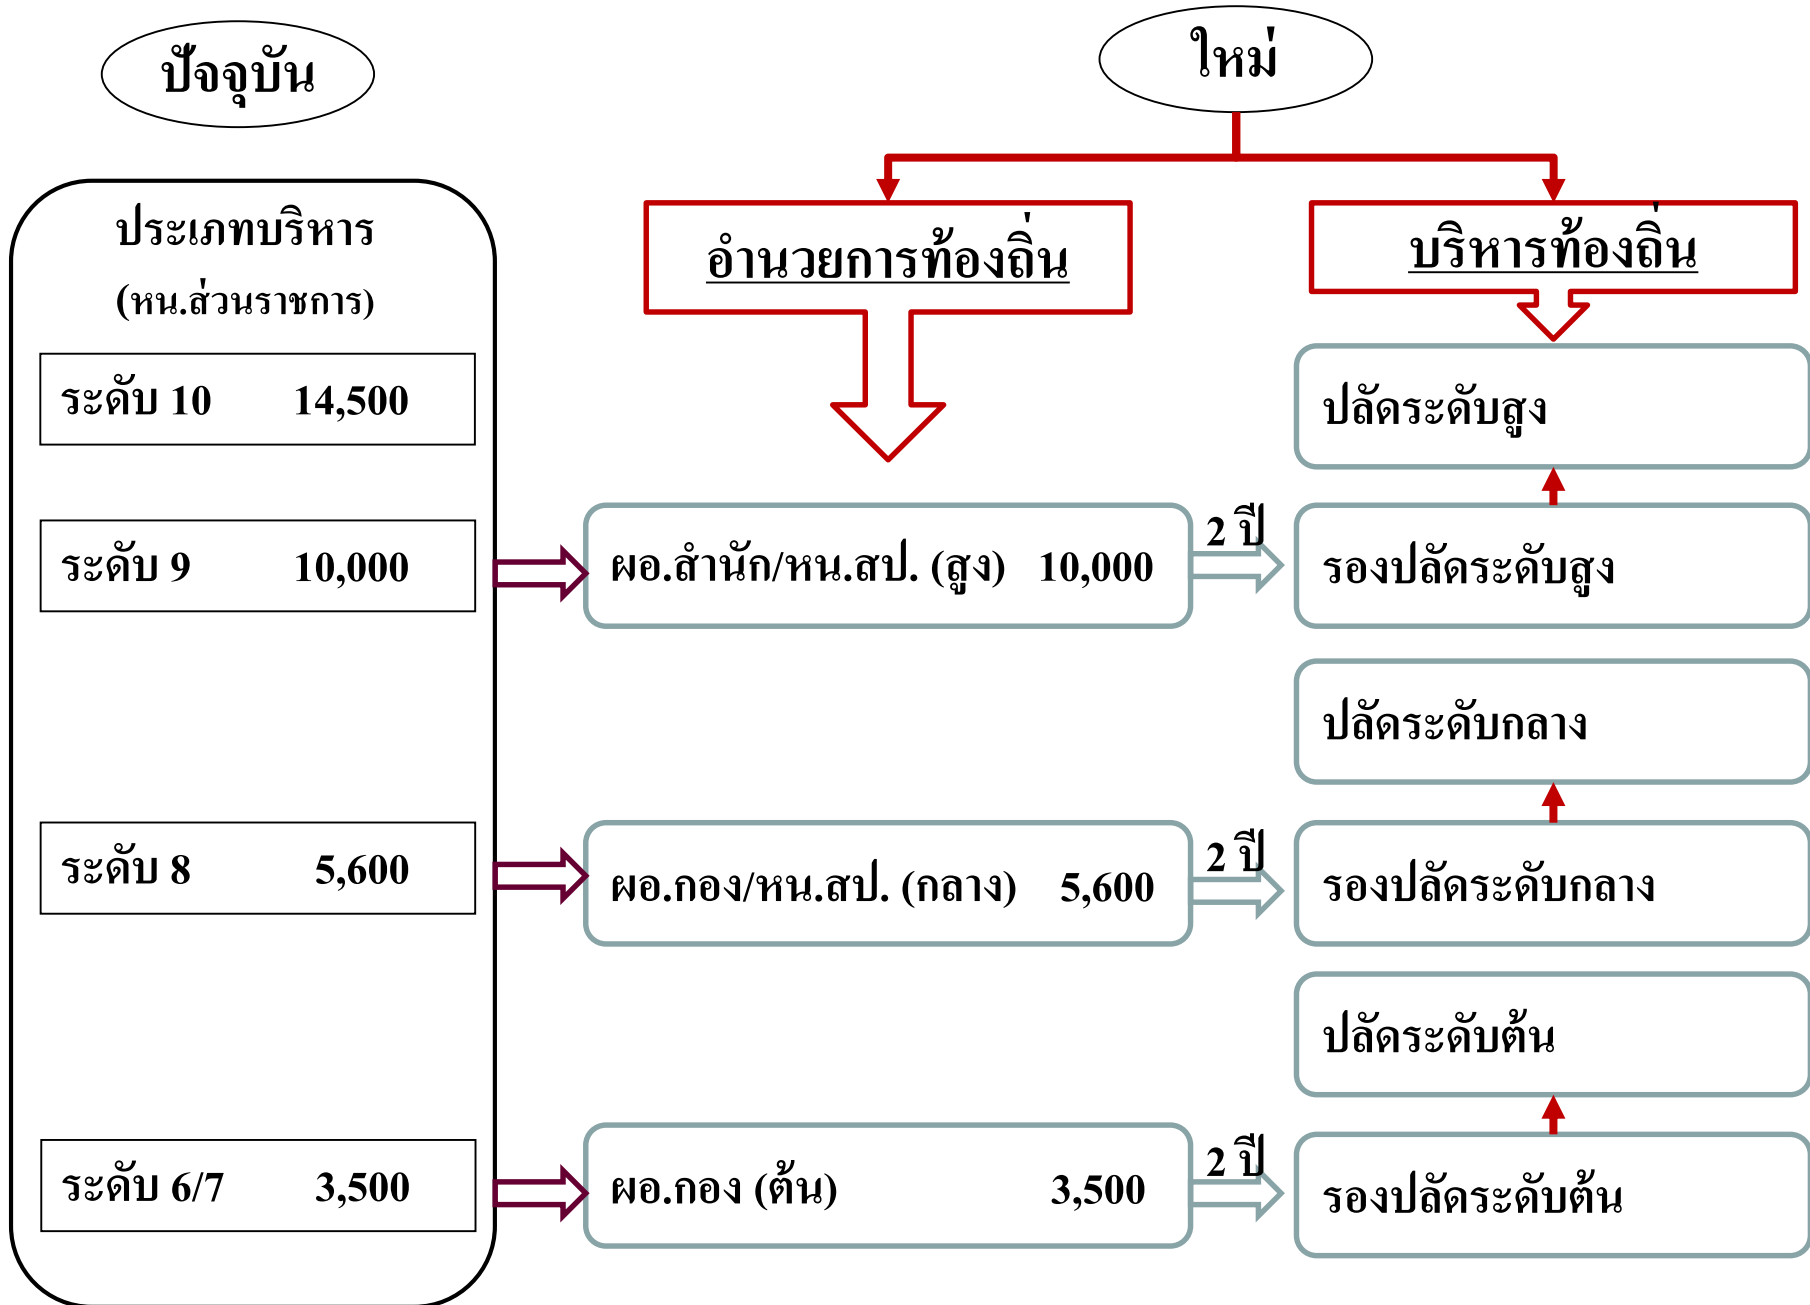 ปัจจุบัน
ใหม่
ประเภทบริหาร
(หน.ส่วนราชการ)
ระดับ 10 14,500
ระดับ 9 10,000
ระดับ 8 5,600
ระดับ 6/7 3,500
อำนวยการท้องถิ่น
ผอ.สำนัก/หน.สป. (สูง) 10,000
2 ปี
ผอ.กอง/หน.สป. (กลาง) 5,600
2 ปี
ผอ.กอง (ต้น) 3,500
2 ปี
บริหารท้องถิ่น
ปลัดระดับสูง
รองปลัดระดับสูง
ปลัดระดับกลาง
รองปลัดระดับกลาง
ปลัดระดับต้น
รองปลัดระดับต้น